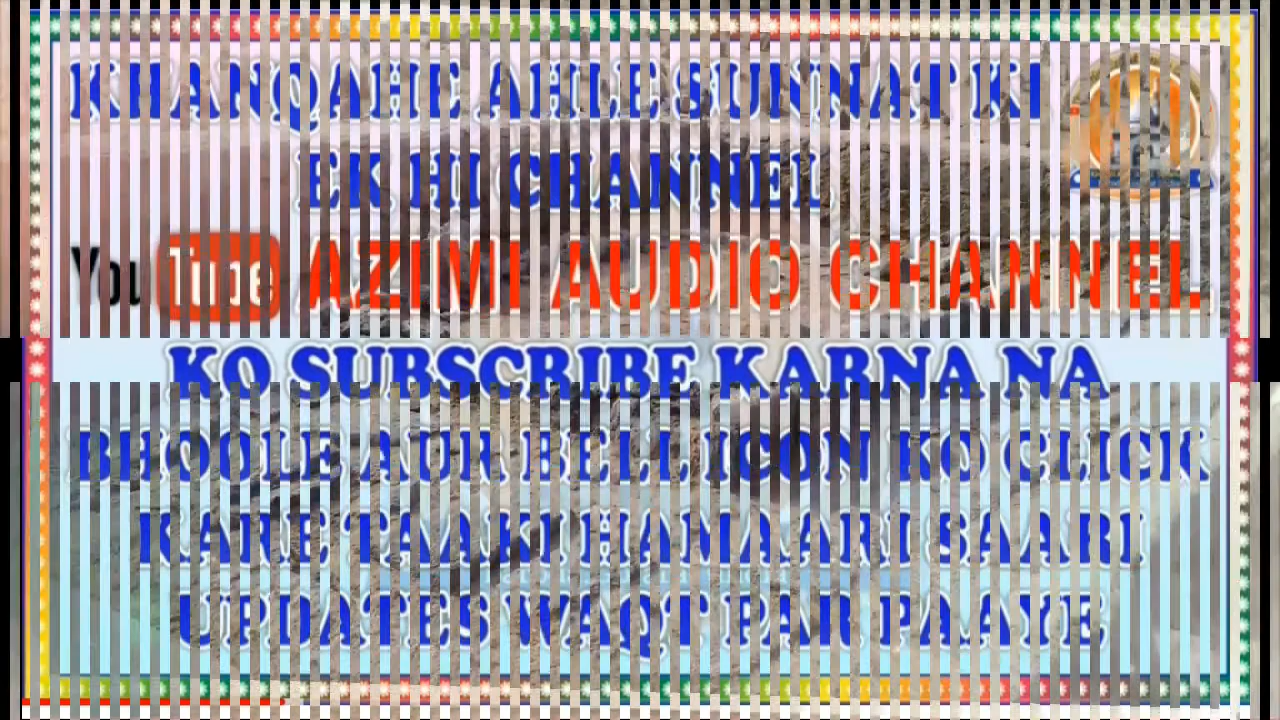 KHANQAHE AHLE SUNNAT KI
EK HI CHANNEL
YouTube AZIMI AUDIO CHANNEL
KO SUBSCRIBE KARNA NA
BHOOLE AUR BELL ICON KO CLICK
KARE TAAKI HAMAARI SAARI
UPDATES WAQT PAR PAAYE